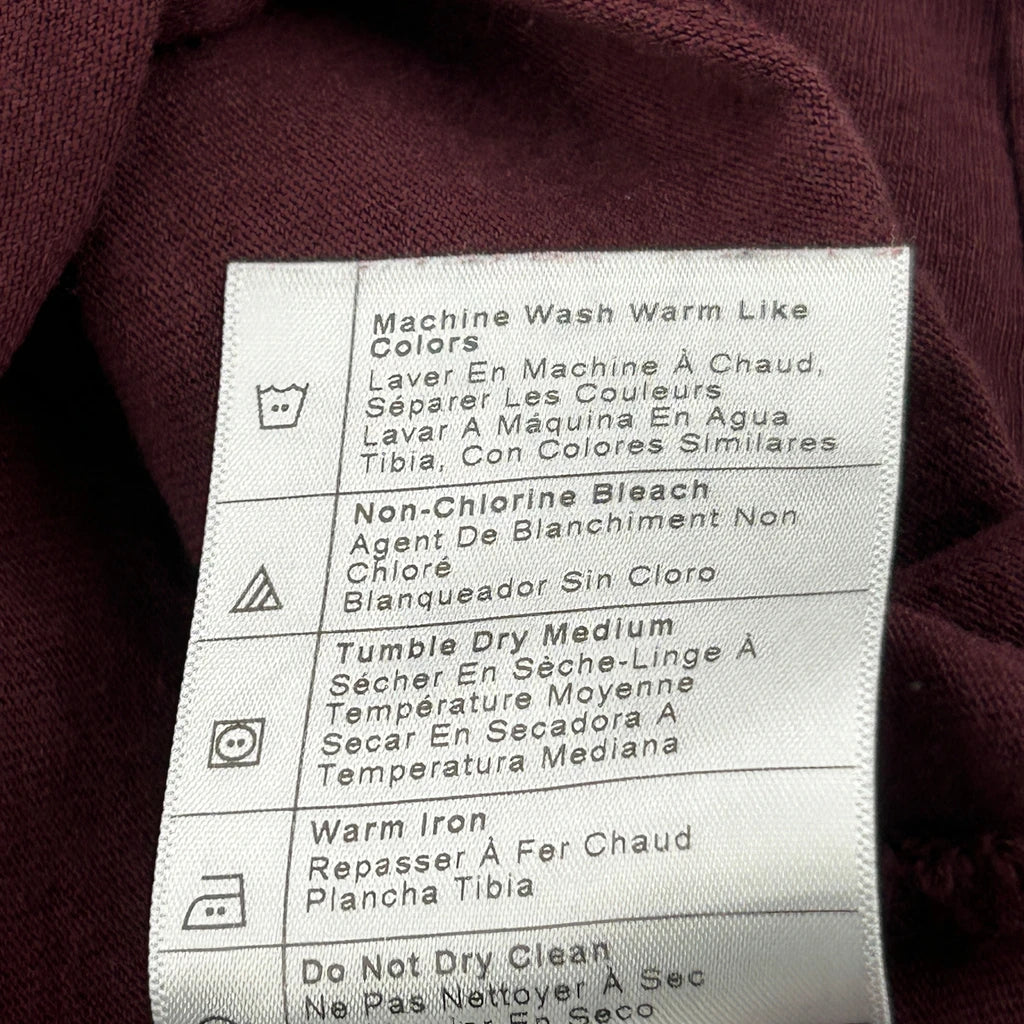 Machine Wash Warm Like
Colors
Laver En Machine À Chaud,
Séparer Les Couleurs
Lavar A Máquina En Agua
Tibia, Con Colores Similares
Non-Chlorine Bleach
Agent De Blanchiment Non
Chloré
Blanqueador Sin Cloro
Tumble Dry Medium
Sécher En Sèche-Linge À
Température Moyenne
Secar En Secadora A
Temperatura Mediana
Warm Iron
Repasser À Fer Chaud
Plancha Tibia
Do Not Dry Clean
Ne Pas Nettoyer À Sec
En Seco